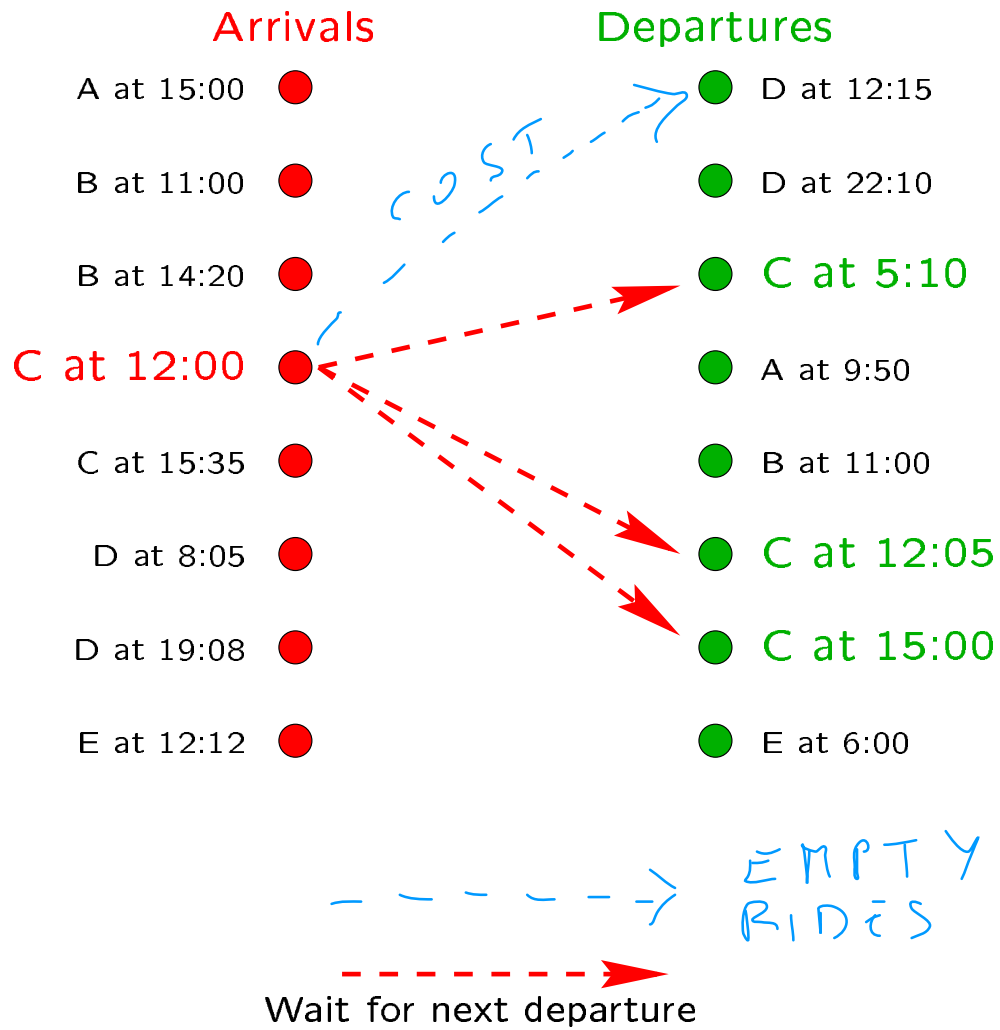 Arrivals Departures
A at 15:00 D at 12:15
COST
B at 11:00 D at 22:10
B at 14:20 C at 5:10
C at 12:00 A at 9:50
C at 15:35 B at 11:00
D at 8:05 C at 12:05
D at 19:08 C at 15:00
E at 12:12 E at 6:00
EMPTY
RIDES
Wait for next departure